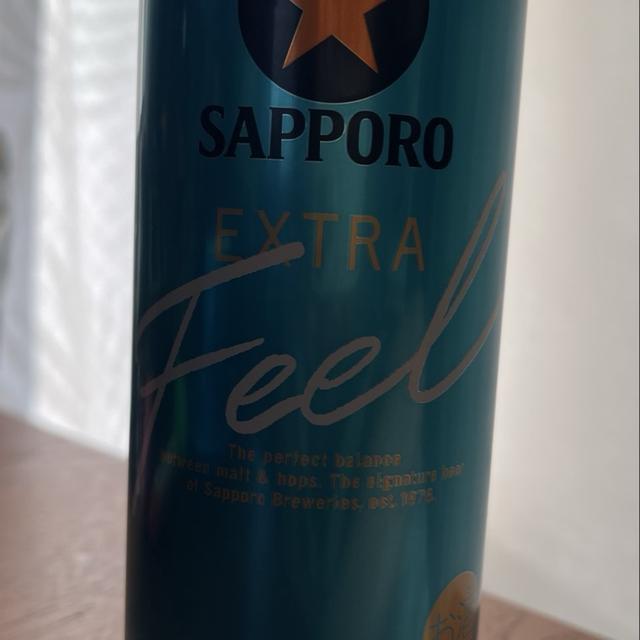 SAPPORO
EXTRA
Feel
The perfect balance
between malt & hops. The signature beer
of Sapporo Breweries, est. 1876.